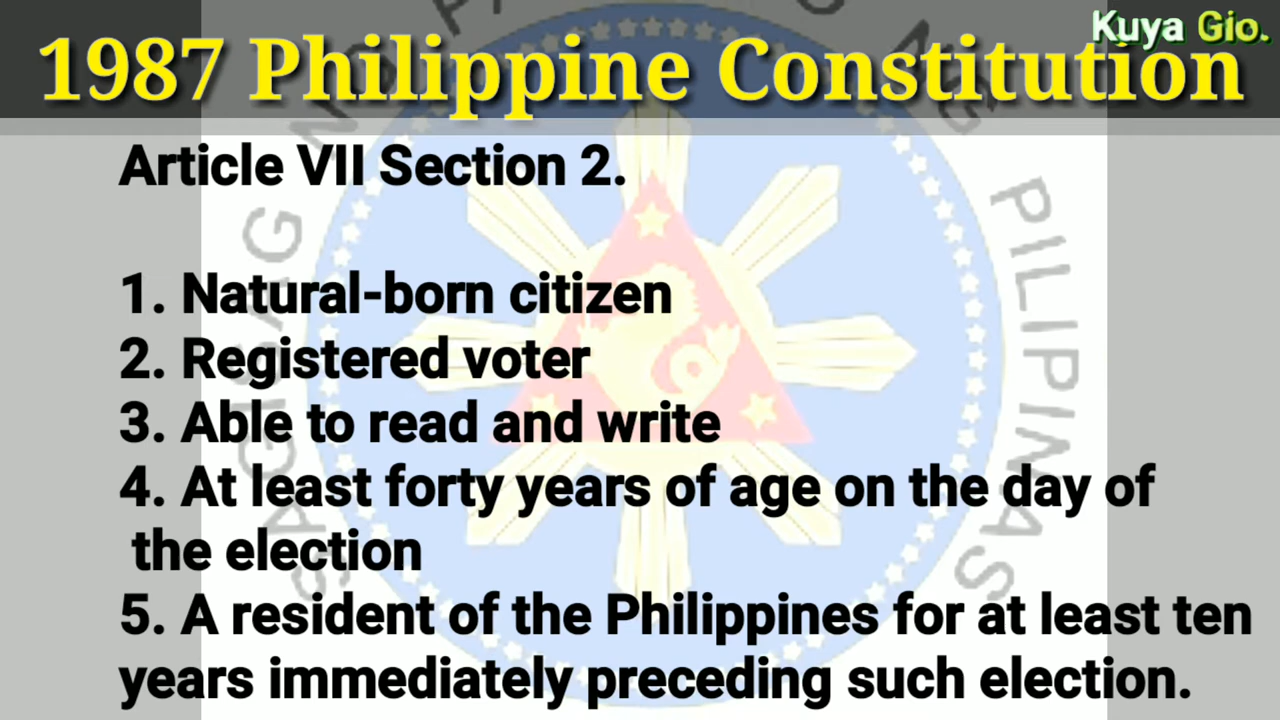 Kuya Gio.
1987 Philippine Constitution
Article VII Section 2.
1. Natural-born citizen
2. Registered voter
3. Able to read and write
4. At least forty years of age on the day of
the election
5. A resident of the Philippines for at least ten
years immediately preceding such election.
PILIPINAS